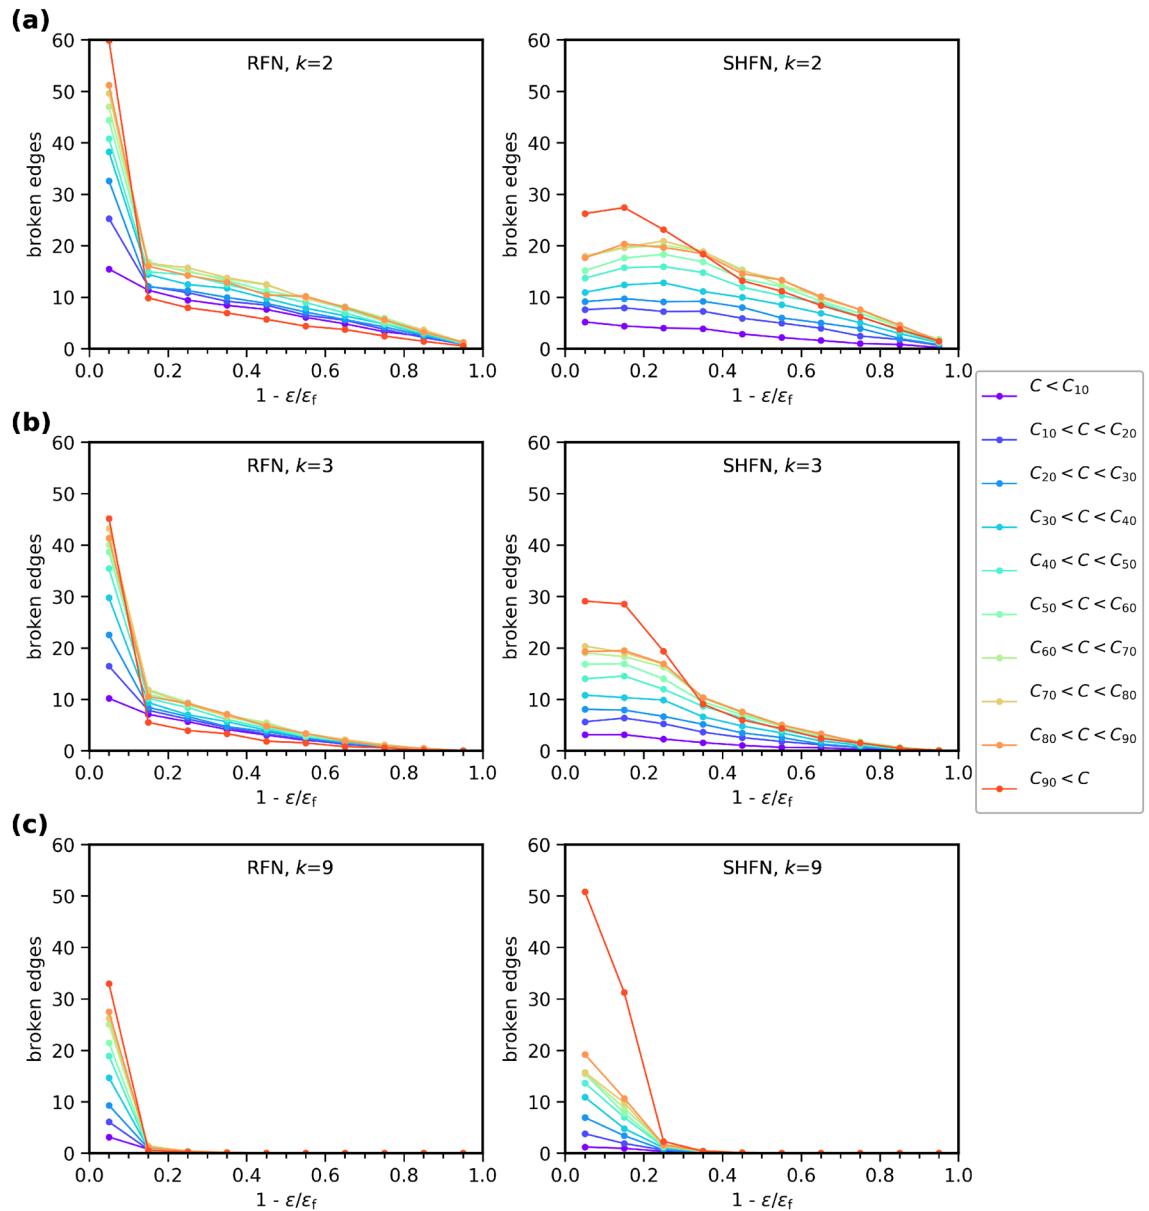 (a)
RFN, k=2
SHFN, k=2
broken edges
broken edges
60
50
40
30
20
10
0
60
50
40
30
20
10
0
0.0 0.2 0.4 0.6 0.8 1.0
0.0 0.2 0.4 0.6 0.8 1.0
1 - ε/εf
1 - ε/εf
(b)
RFN, k=3
SHFN, k=3
broken edges
broken edges
60
50
40
30
20
10
0
60
50
40
30
20
10
0
0.0 0.2 0.4 0.6 0.8 1.0
0.0 0.2 0.4 0.6 0.8 1.0
1 - ε/εf
1 - ε/εf
C < C10
C10 < C < C20
C20 < C < C30
C30 < C < C40
C40 < C < C50
C50 < C < C60
C60 < C < C70
C70 < C < C80
C80 < C < C90
C90 < C
(c)
RFN, k=9
SHFN, k=9
broken edges
broken edges
60
50
40
30
20
10
0
60
50
40
30
20
10
0
0.0 0.2 0.4 0.6 0.8 1.0
0.0 0.2 0.4 0.6 0.8 1.0
1 - ε/εf
1 - ε/εf